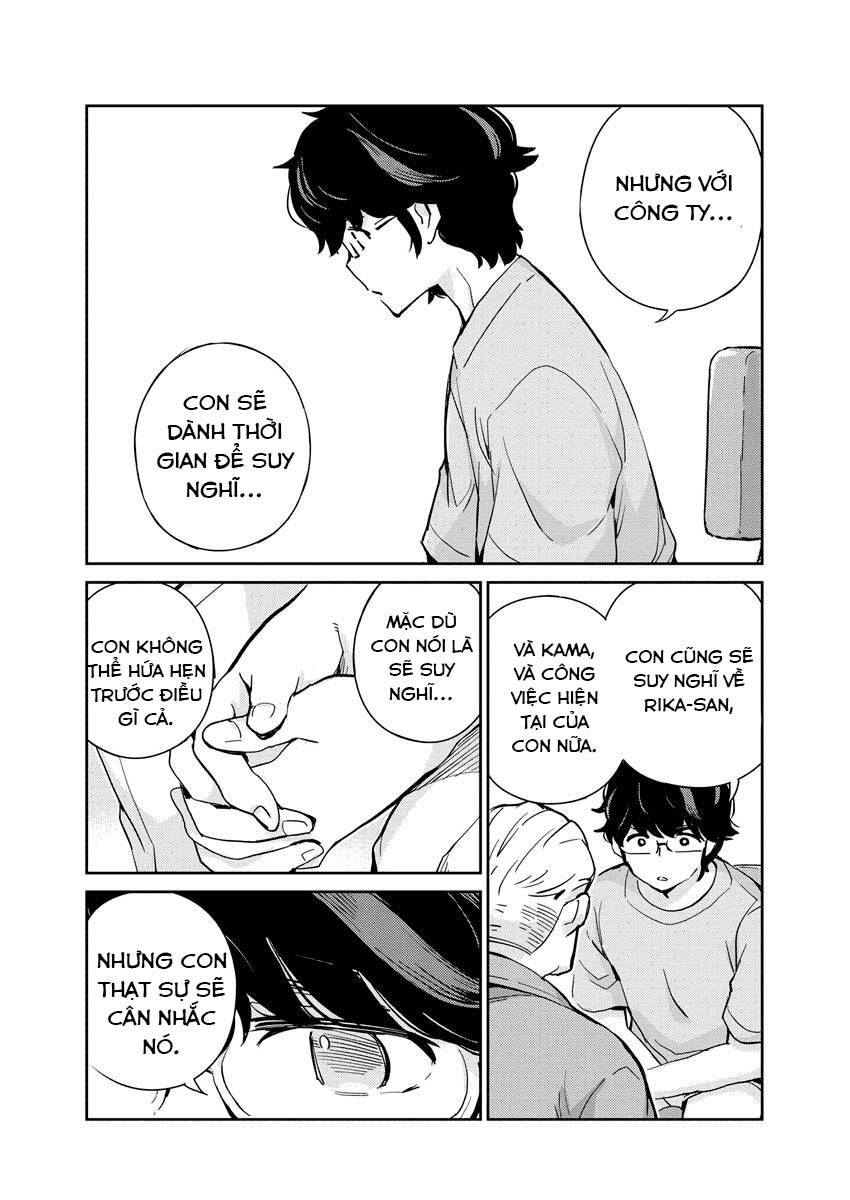 NHƯNG VỚI
CÔNG TY...
CON SẼ
DÀNH THỜI
GIAN ĐỂ SUY
NGHĨ...
CON CŨNG SẼ
SUY NGHĨ VỀ
RIKA-SAN,
VÀ KAMA,
VÀ CÔNG
VIỆC HIỆN
TẠI CỦA
CON NỮA.
MẶC DÙ
CON NÓI LÀ
SẼ SUY
NGHĨ...
CON KHÔNG
THỂ HỨA HẸN
TRƯỚC ĐIỀU
GÌ CẢ.
NHƯNG CON
THẠT SỰ SẼ
CÂN NHẮC
NÓ.